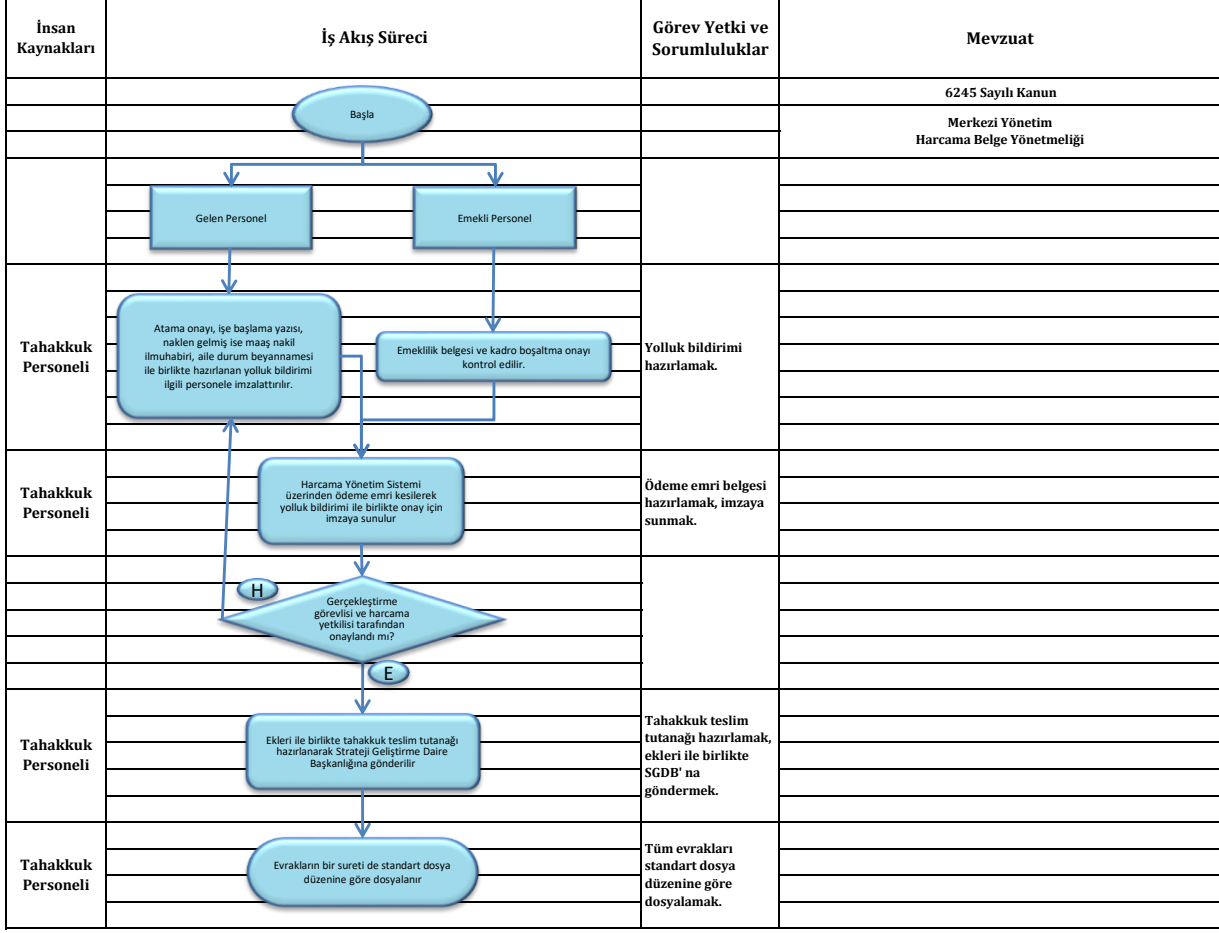 İnsan
Kaynakları
İş Akış Süreci
Görev Yetki ve
Sorumluluklar
Mevzuat
6245 Sayılı Kanun
Başla
Merkezi Yönetim
Harcama Belge Yönetmeliği
Gelen Personel
Emekli Personel
Tahakkuk
Personeli
Atama onayı, işe başlama yazısı,
naklen gelmiş ise maaş nakil
ilmuhabiri, aile durum beyannamesi
ile birlikte hazırlanan yolluk bildirimi
ilgili personele imzalattırılır.
Emeklilik belgesi ve kadro boşaltma onayı
kontrol edilir.
Yolluk bildirimi
hazırlamak.
Tahakkuk
Personeli
Harcama Yönetim Sistemi
üzerinden ödeme emri kesilerek
yolluk bildirimi ile birlikte onay için
imzaya sunulur
Ödeme emri belgesi
hazırlamak, imzaya
sunmak.
H
Gerçekleştirme
görevlisi ve harcama
yetkilisi tarafından
onaylandı mı?
E
Tahakkuk
Personeli
Ekleri ile birlikte tahakkuk teslim tutanağı
hazırlanarak Strateji Geliştirme Daire
Başkanlığına gönderilir
Tahakkuk teslim
tutanağı hazırlamak,
ekleri ile birlikte
SGDB' na
göndermek.
Tahakkuk
Personeli
Evrakların bir sureti de standart dosya
düzenine göre dosyalanır
Tüm evrakları
standart dosya
düzenine göre
dosyalamak.